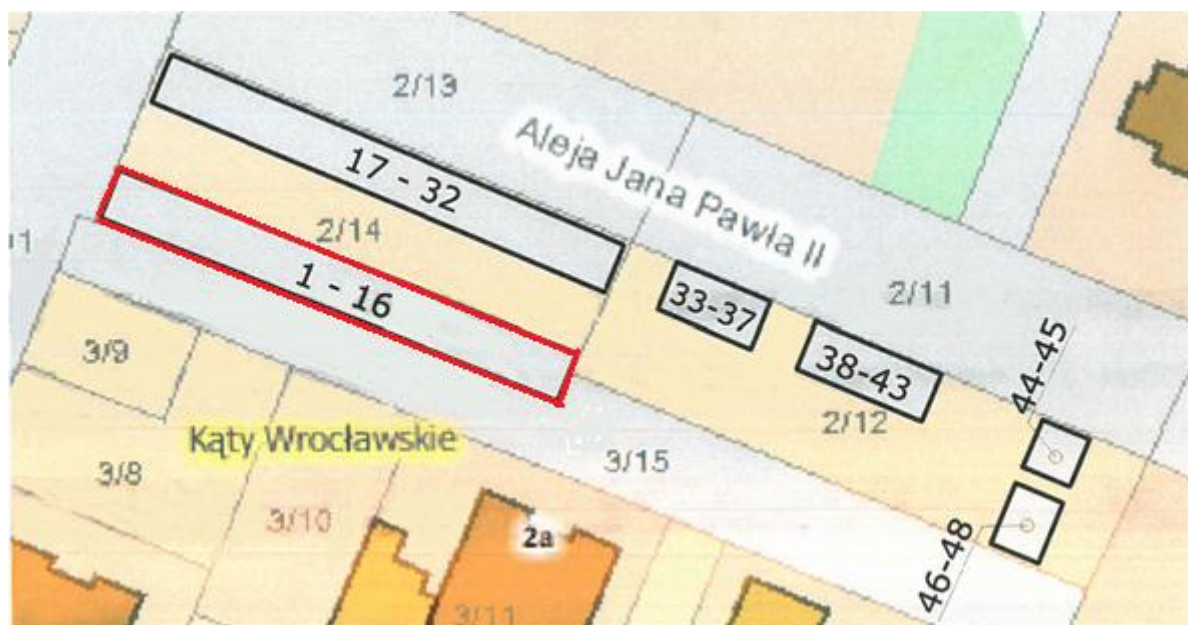 2/13
Aleja Jana Pawła II
17 - 32
2/14
1 - 16
2/11
33-37
38-43
44-45
3/9
2/12
Kąty Wrocławskie
3/15
3/8
3/10
2a
46-48
3/11